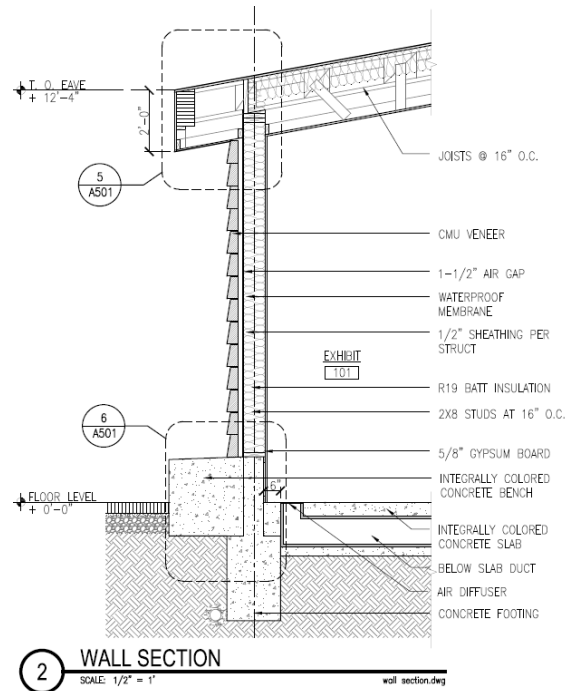 T. O. EAVE
+ 12'-4"
2'-0"
5
A501
JOISTS @ 16" O.C.
CMU VENEER
1-1/2" AIR GAP
WATERPROOF
MEMBRANE
1/2" SHEATHING PER
STRUCT
EXHIBIT
101
R19 BATT INSULATION
2X8 STUDS AT 16" O.C.
6
A501
5/8" GYPSUM BOARD
6"
INTEGRALLY COLORED
CONCRETE BENCH
FLOOR LEVEL
+ 0'-0"
INTEGRALLY COLORED
CONCRETE SLAB
BELOW SLAB DUCT
AIR DIFFUSER
CONCRETE FOOTING
2
WALL SECTION
SCALE: 1/2" = 1'
wall section.dwg